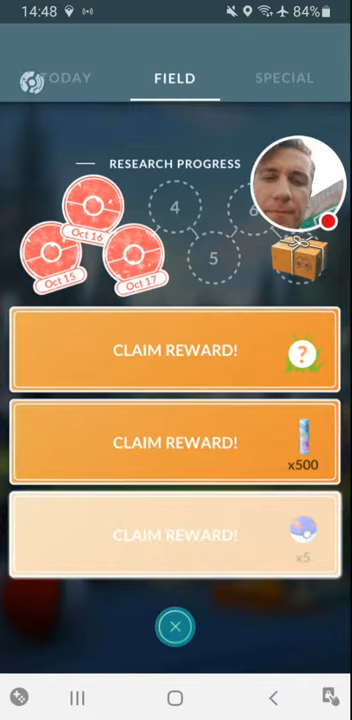 14:48
84%
TODAY
FIELD
SPECIAL
RESEARCH PROGRESS
4
5
Oct 16
Oct 15
Oct 17
CLAIM REWARD!
?
CLAIM REWARD!
x500
CLAIM REWARD!
x5